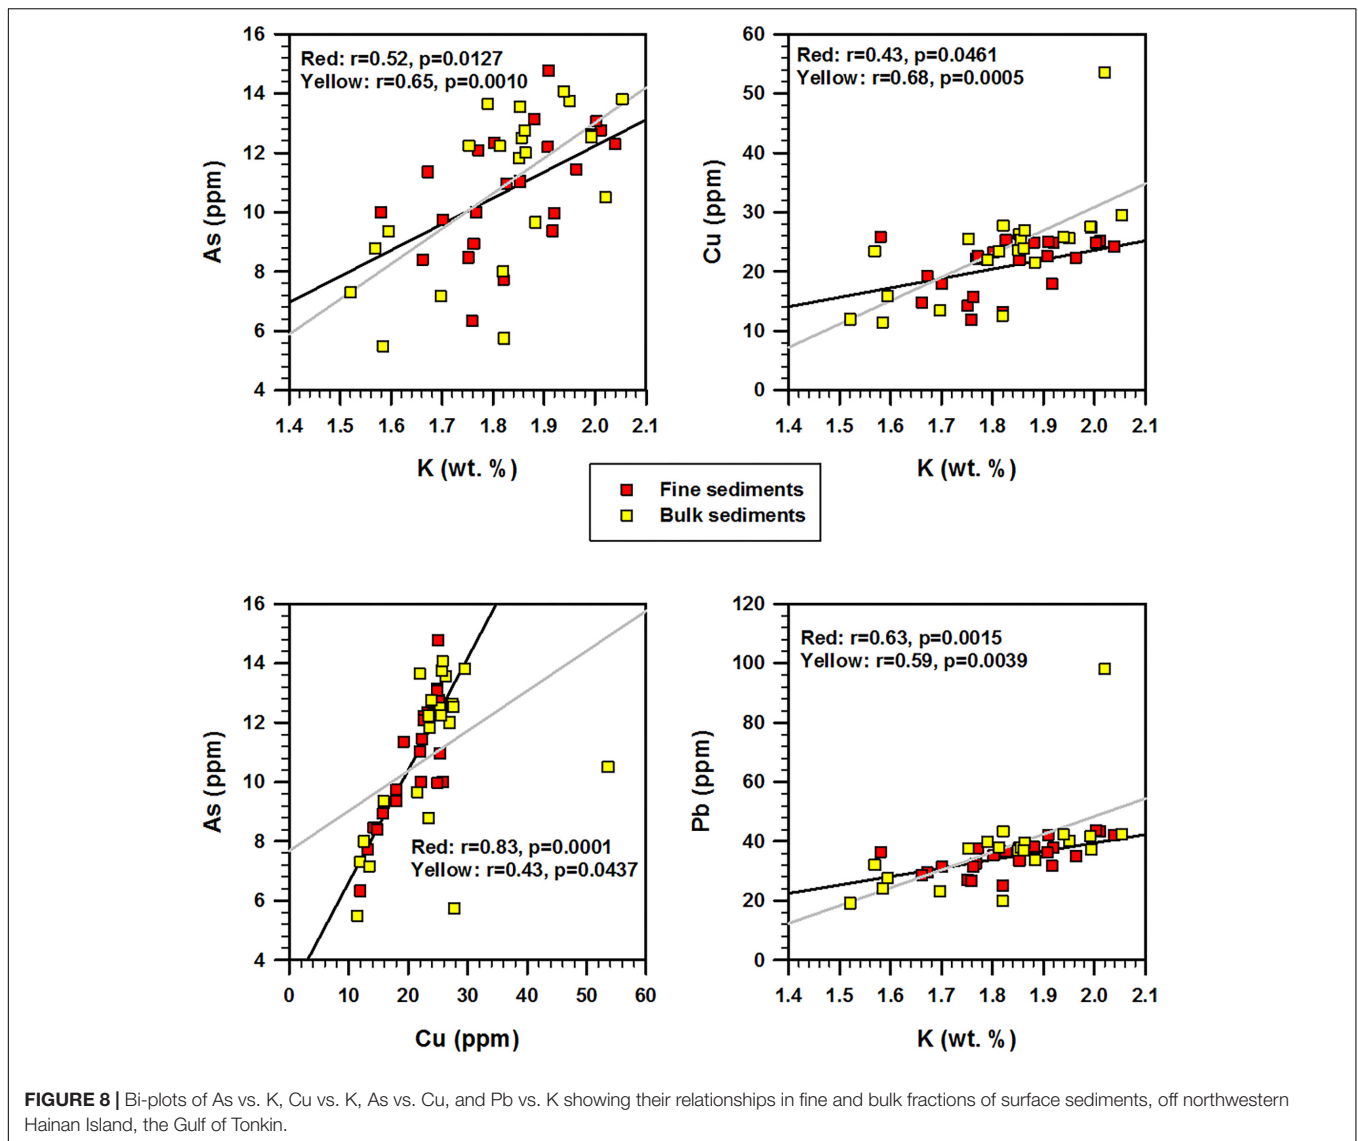 16
14
12
10
8
6
4
As (ppm)
Red: r=0.52, p=0.0127
Yellow: r=0.65, p=0.0010
1.4 1.5 1.6 1.7 1.8 1.9 2.0 2.1
K (wt. %)
60
50
40
30
20
10
0
Cu (ppm)
Red: r=0.43, p=0.0461
Yellow: r=0.68, p=0.0005
1.4 1.5 1.6 1.7 1.8 1.9 2.0 2.1
K (wt. %)
Fine sediments
Bulk sediments
16
14
12
10
8
6
4
As (ppm)
Red: r=0.83, p=0.0001
Yellow: r=0.43, p=0.0437
0 10 20 30 40 50 60
Cu (ppm)
120
100
80
60
40
20
0
Pb (ppm)
Red: r=0.63, p=0.0015
Yellow: r=0.59, p=0.0039
1.4 1.5 1.6 1.7 1.8 1.9 2.0 2.1
K (wt. %)
FIGURE 8 | Bi-plots of As vs. K, Cu vs. K, As vs. Cu, and Pb vs. K showing their relationships in fine and bulk fractions of surface sediments, off northwestern
Hainan Island, the Gulf of Tonkin.